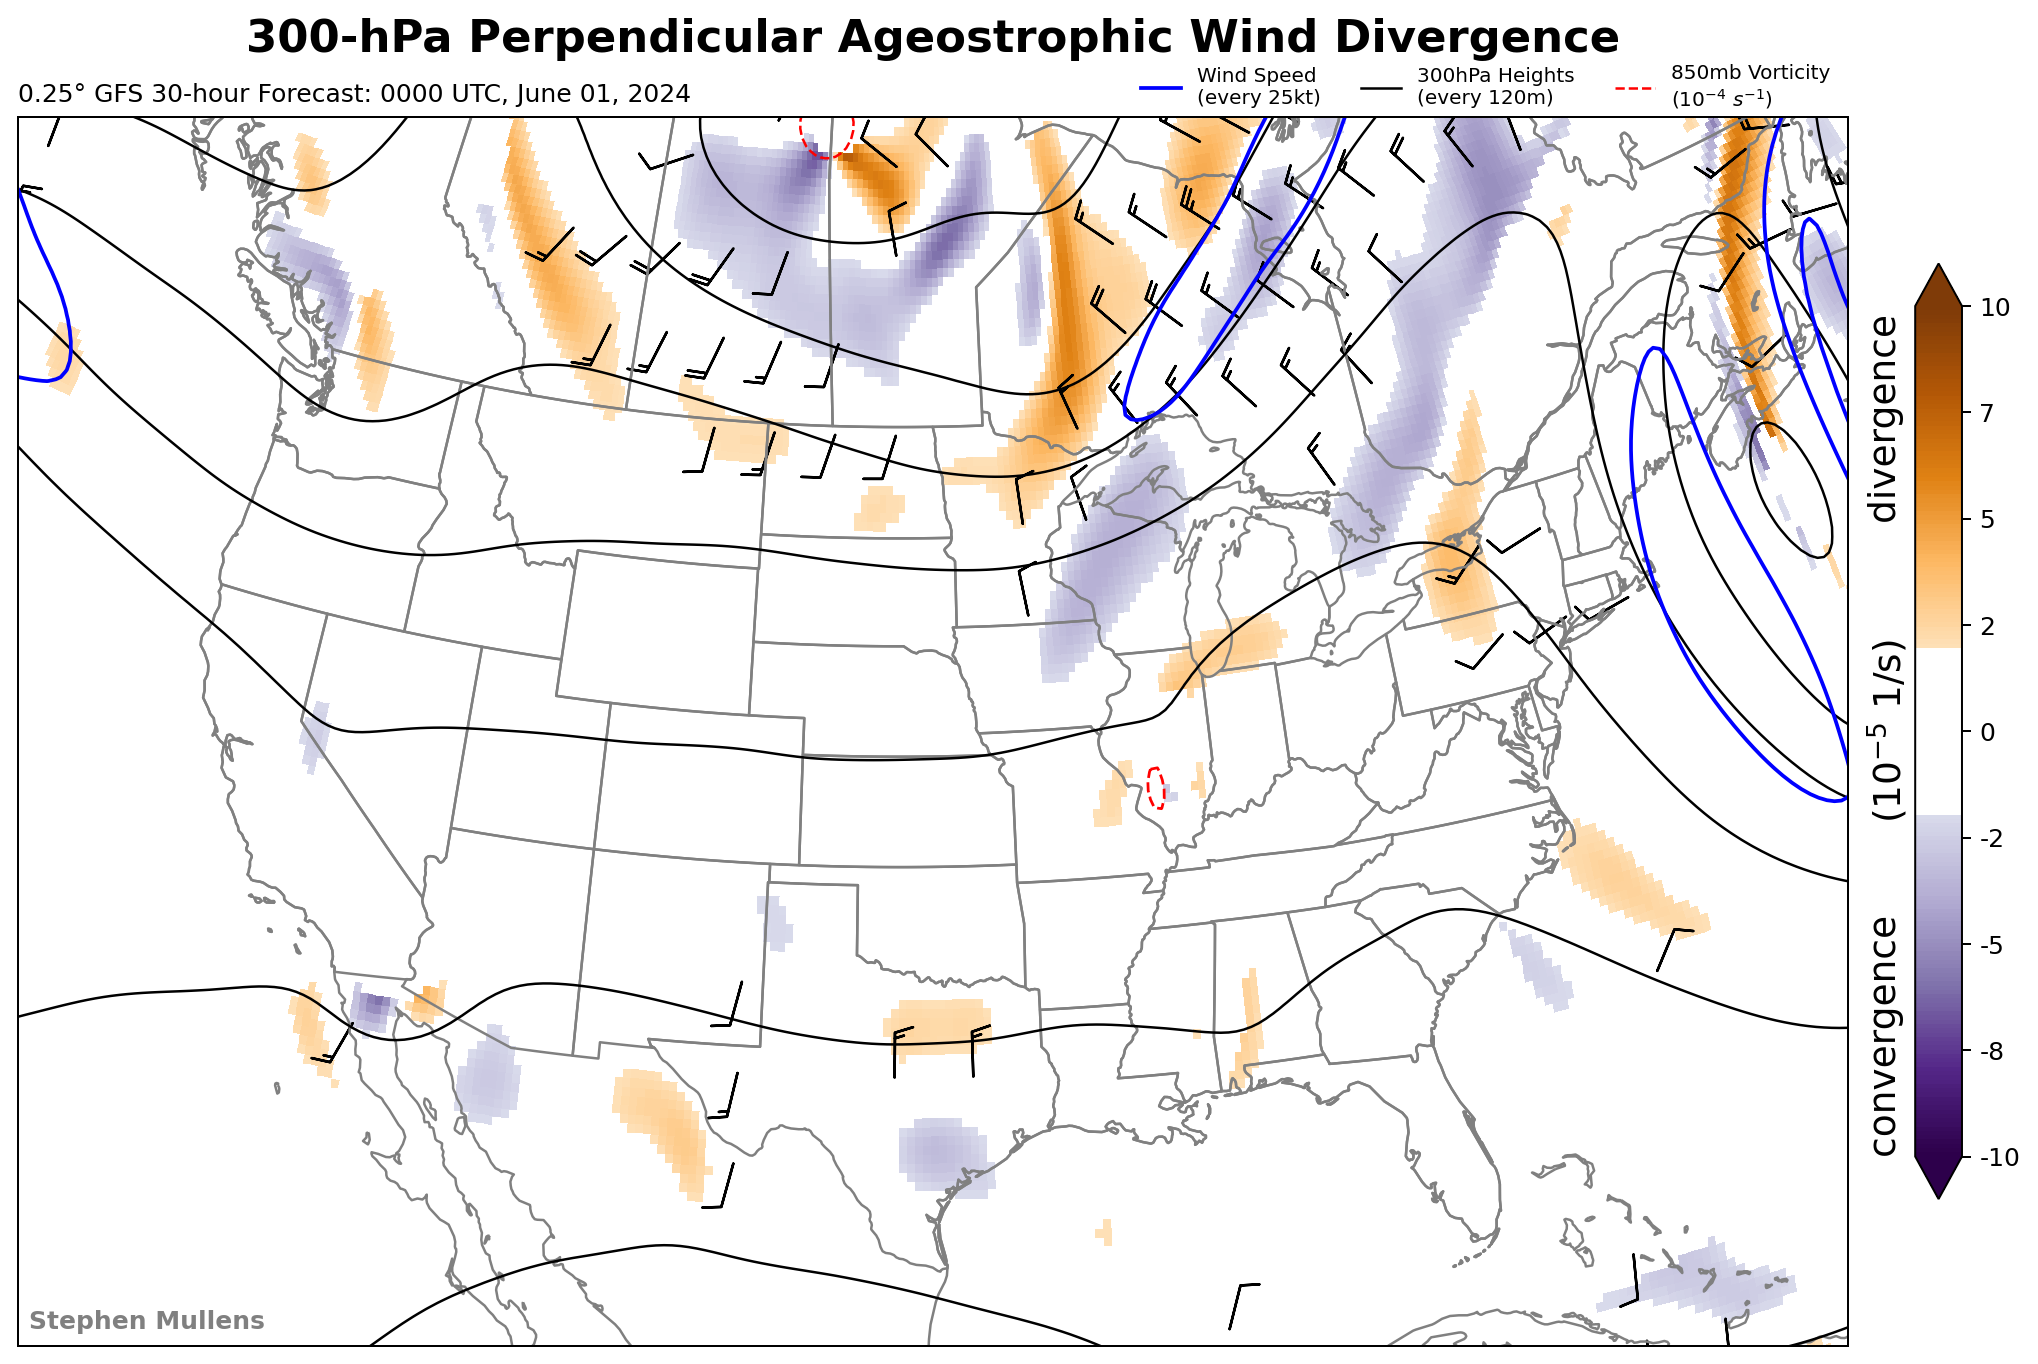 300-hPa Perpendicular Ageostrophic Wind Divergence
0.25° GFS 30-hour Forecast: 0000 UTC, June 01, 2024
Wind Speed
(every 25kt)
300hPa Heights
(every 120m)
850mb Vorticity
(10⁻⁴ s⁻¹)
10
7
5
2
0
-2
-5
-8
-10
convergence (10⁻⁵ 1/s) divergence
Stephen Mullens